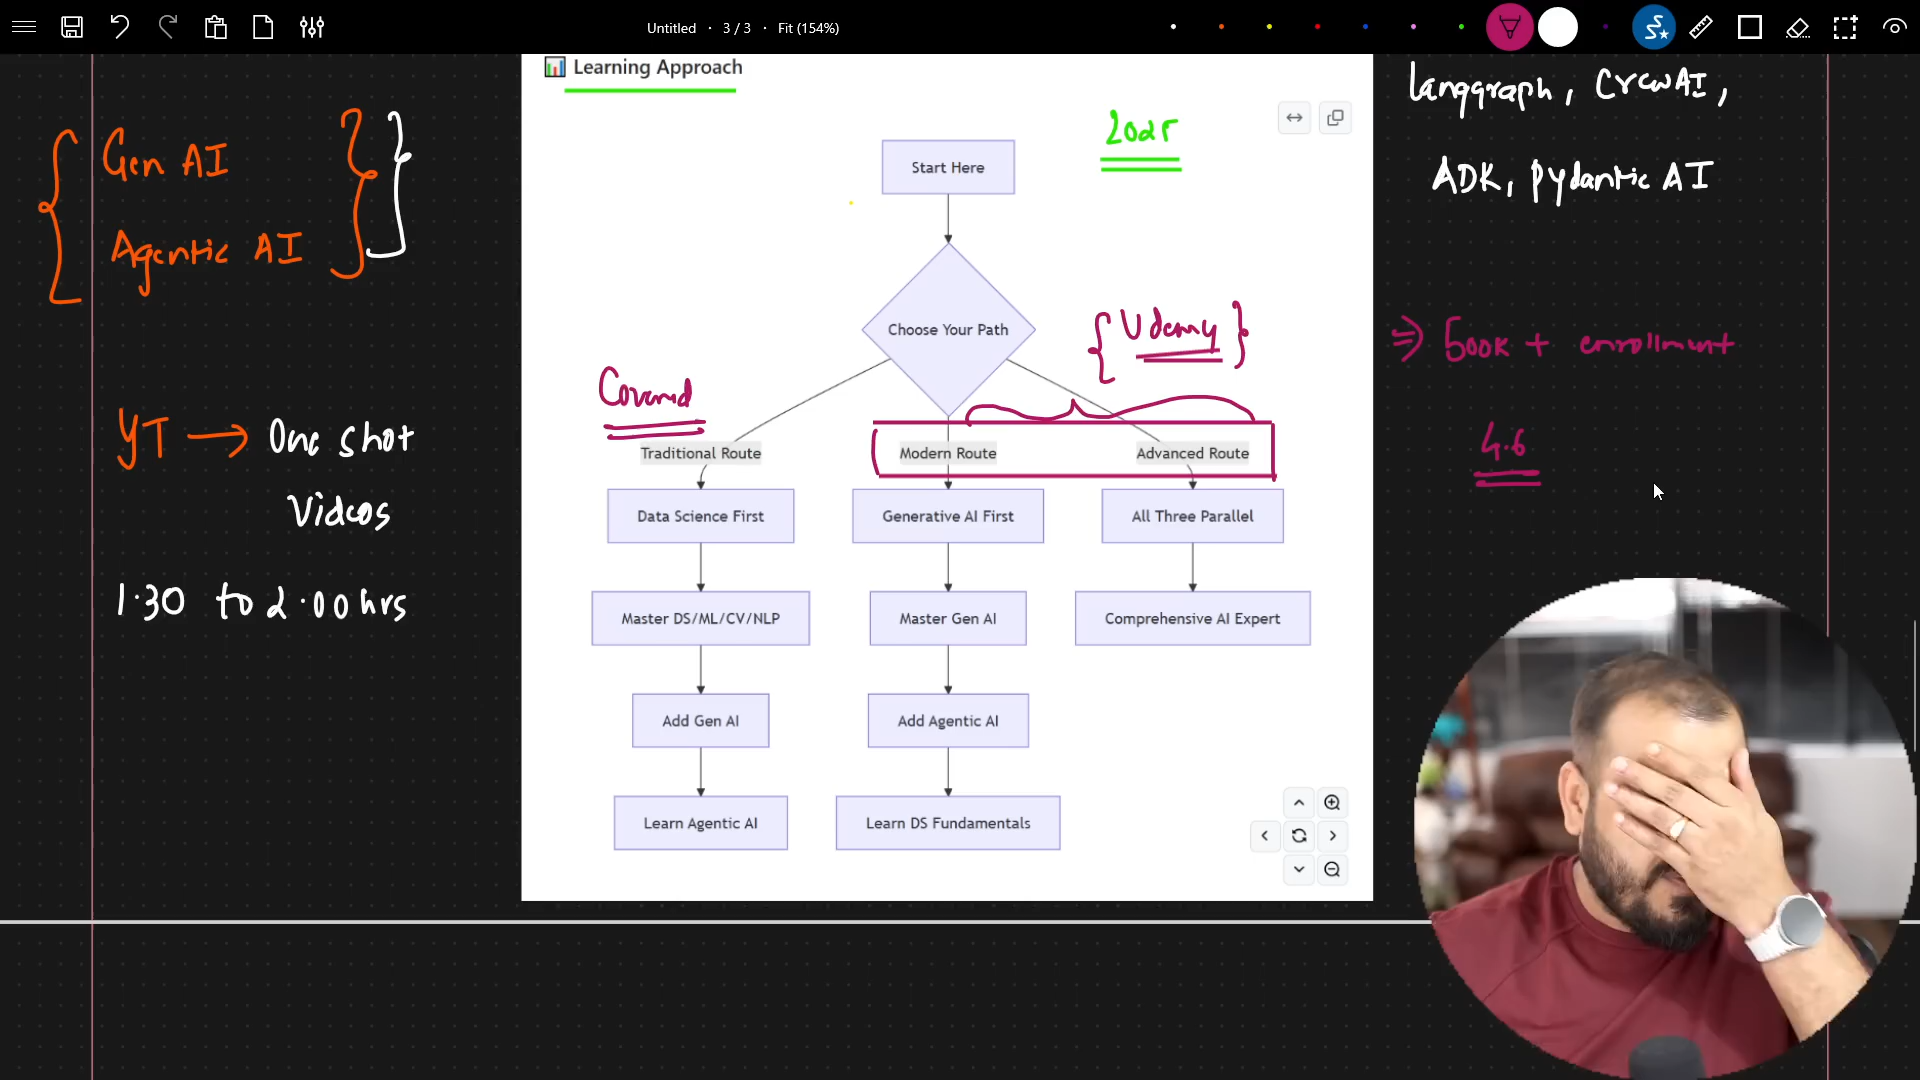 Untitled · 3 / 3 · Fit (154%)
Learning Approach
Langgraph, CrewAI,
ADK, Pydantic AI
Gen AI
Agentic AI
Start Here
Choose Your Path
{ Udemy }
⇒ 500K + enrollment
4.6
Covered
YT → One shot
Videos
1.30 to 2.00 hrs
Traditional Route
Modern Route
Advanced Route
Data Science First
Generative AI First
All Three Parallel
Master DS/ML/CV/NLP
Master Gen AI
Comprehensive AI Expert
Add Gen AI
Add Agentic AI
Learn Agentic AI
Learn DS Fundamentals